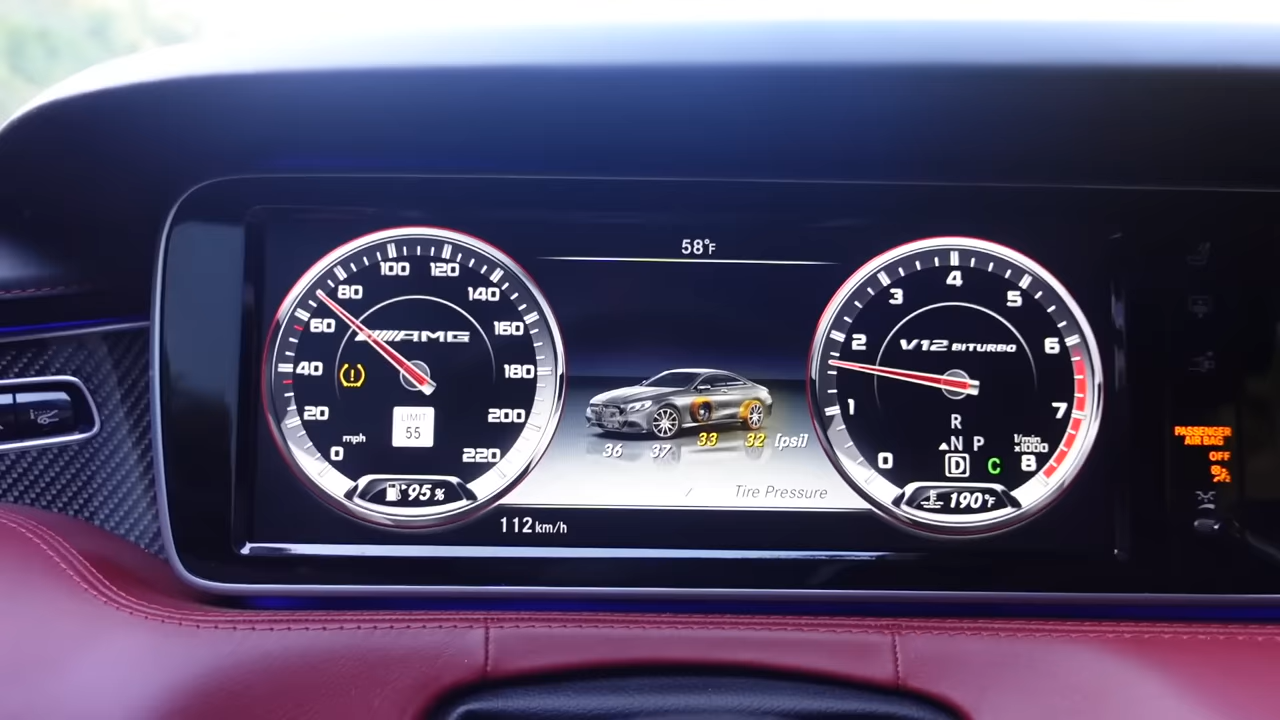 58°F
0 20 40 60 80 100 120 140 160 180 200 220
AMG
mph
LIMIT
55
95%
36 37 33 32 [psi]
Tire Pressure
112 km/h
0 1 2 3 4 5 6 7 8
V12 BITURBO
R
N P
D C
1/min
x1000
190°F
PASSENGER
AIR BAG
OFF